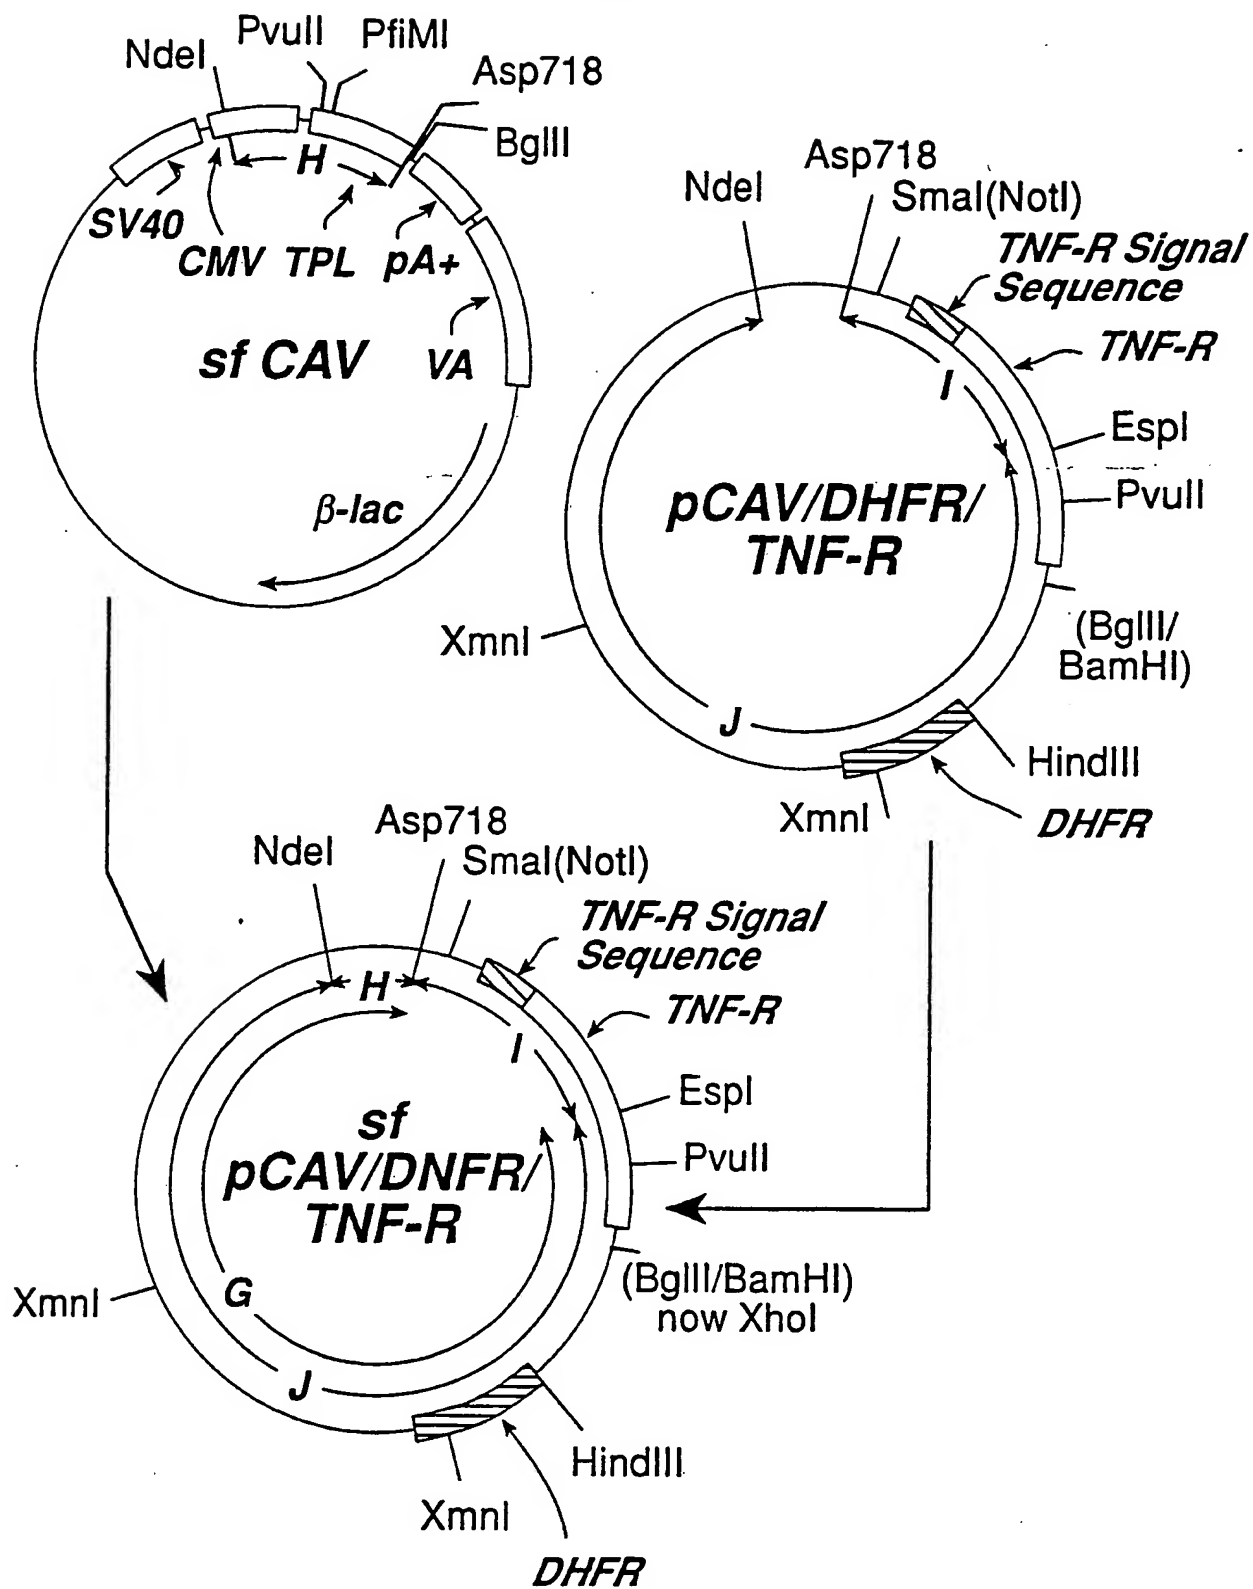 NdeI
PvuII
PfiMI
Asp718
BglII
H
SV40
CMV
TPL
pA+
sf CAV
VA
β-lac
NdeI
Asp718
SmaI(NotI)
TNF-R Signal
Sequence
TNF-R
I
EspI
PvuII
pCAV/DHFR/
TNF-R
(BglII/
BamHI)
XmnI
J
HindIII
XmnI
DHFR
NdeI
Asp718
SmaI(NotI)
TNF-R Signal
Sequence
H
TNF-R
I
EspI
sf
pCAV/DNFR/
TNF-R
PvuII
(BglII/BamHI)
now XhoI
XmnI
G
J
HindIII
XmnI
DHFR